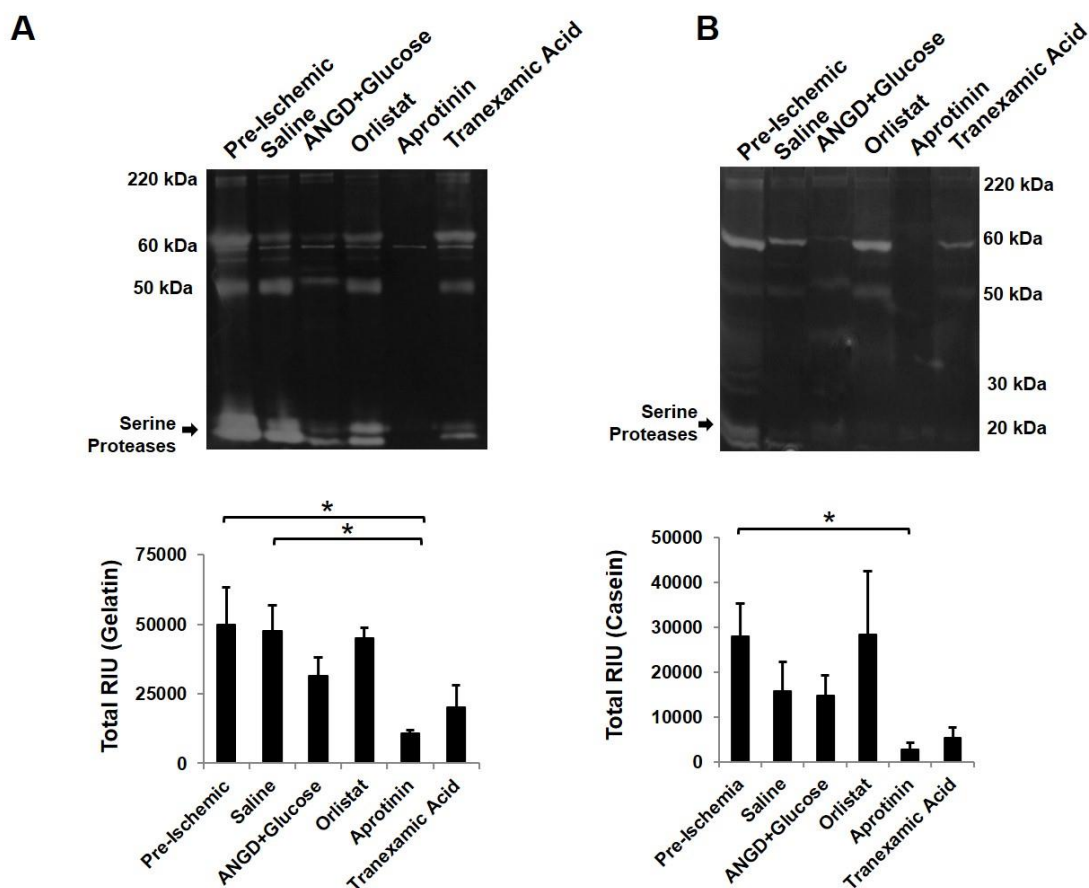 A
Pre-Ischemic
Saline
ANGD+Glucose
Orlistat
Aprotinin
Tranexamic Acid
220 kDa
60 kDa
50 kDa
Serine
Proteases
B
Pre-Ischemic
Saline
ANGD+Glucose
Orlistat
Aprotinin
Tranexamic Acid
220 kDa
60 kDa
50 kDa
30 kDa
20 kDa
Serine
Proteases
*
*
Total RIU (Gelatin)
75000
50000
25000
0
Pre-Ischemic
Saline
ANGD+Glucose
Orlistat
Aprotinin
Tranexamic Acid
*
Total RIU (Casein)
50000
40000
30000
20000
10000
0
Pre-Ischemia
Saline
ANGD+Glucose
Orlistat
Aprotinin
Tranexamic Acid